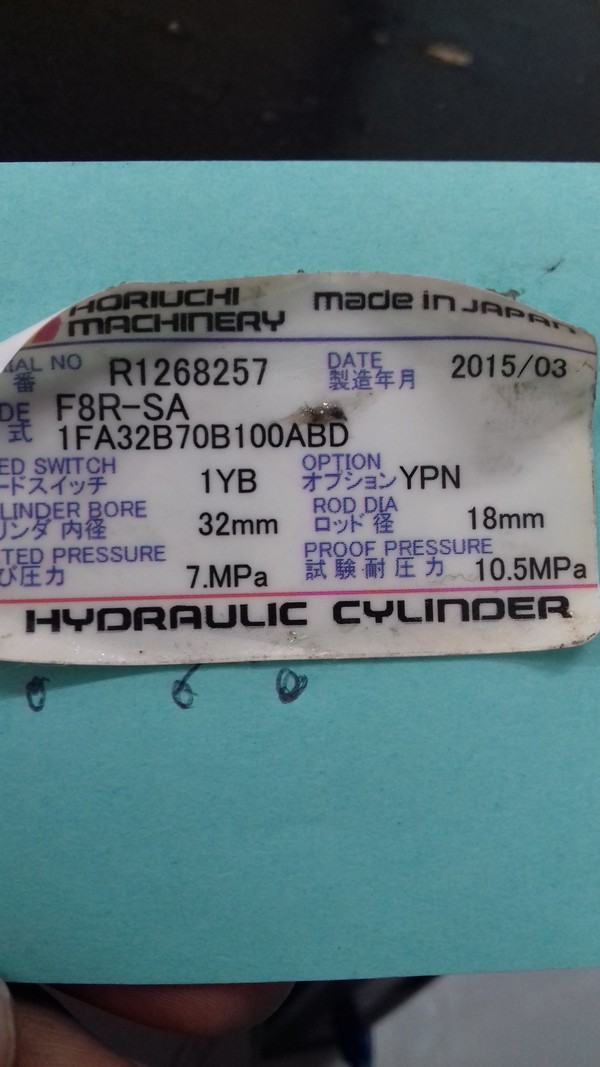 HORIUCHI
MACHINERY
made in JAPAN
IAL NO R1268257 DATE 2015/03
番 製造年月
DE F8R-SA
式 1FA32B70B100ABD
ED SWITCH 1YB OPTION YPN
ードスイッチ オプション
LINDER BORE 32mm ROD DIA 18mm
リンダ 内径 ロッド 径
TED PRESSURE 7.MPa PROOF PRESSURE 10.5MPa
び圧力 試験耐圧力
HYDRAULIC CYLINDER